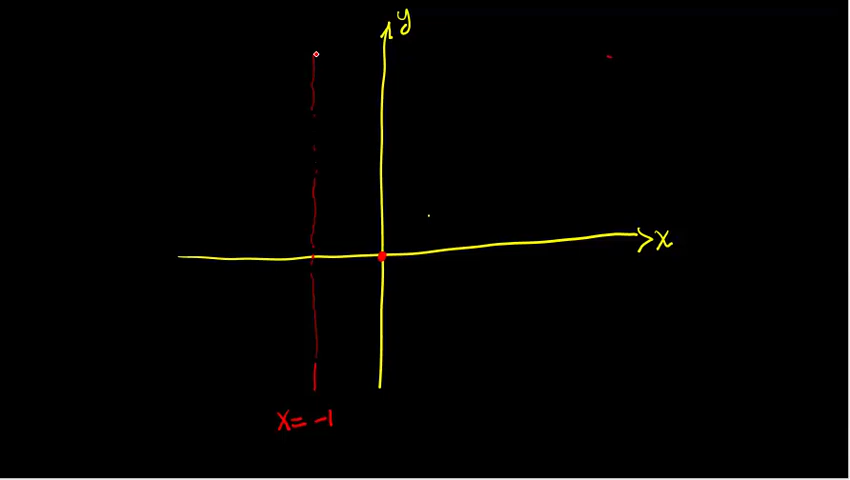 y
x
x = -1